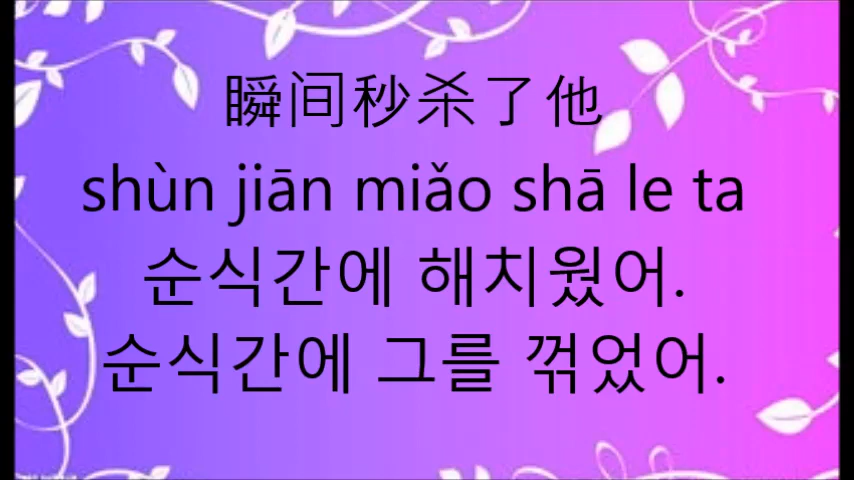 瞬间秒杀了他
shùn jiān miǎo shā le ta
순식간에 해치웠어.
순식간에 그를 꺾었어.